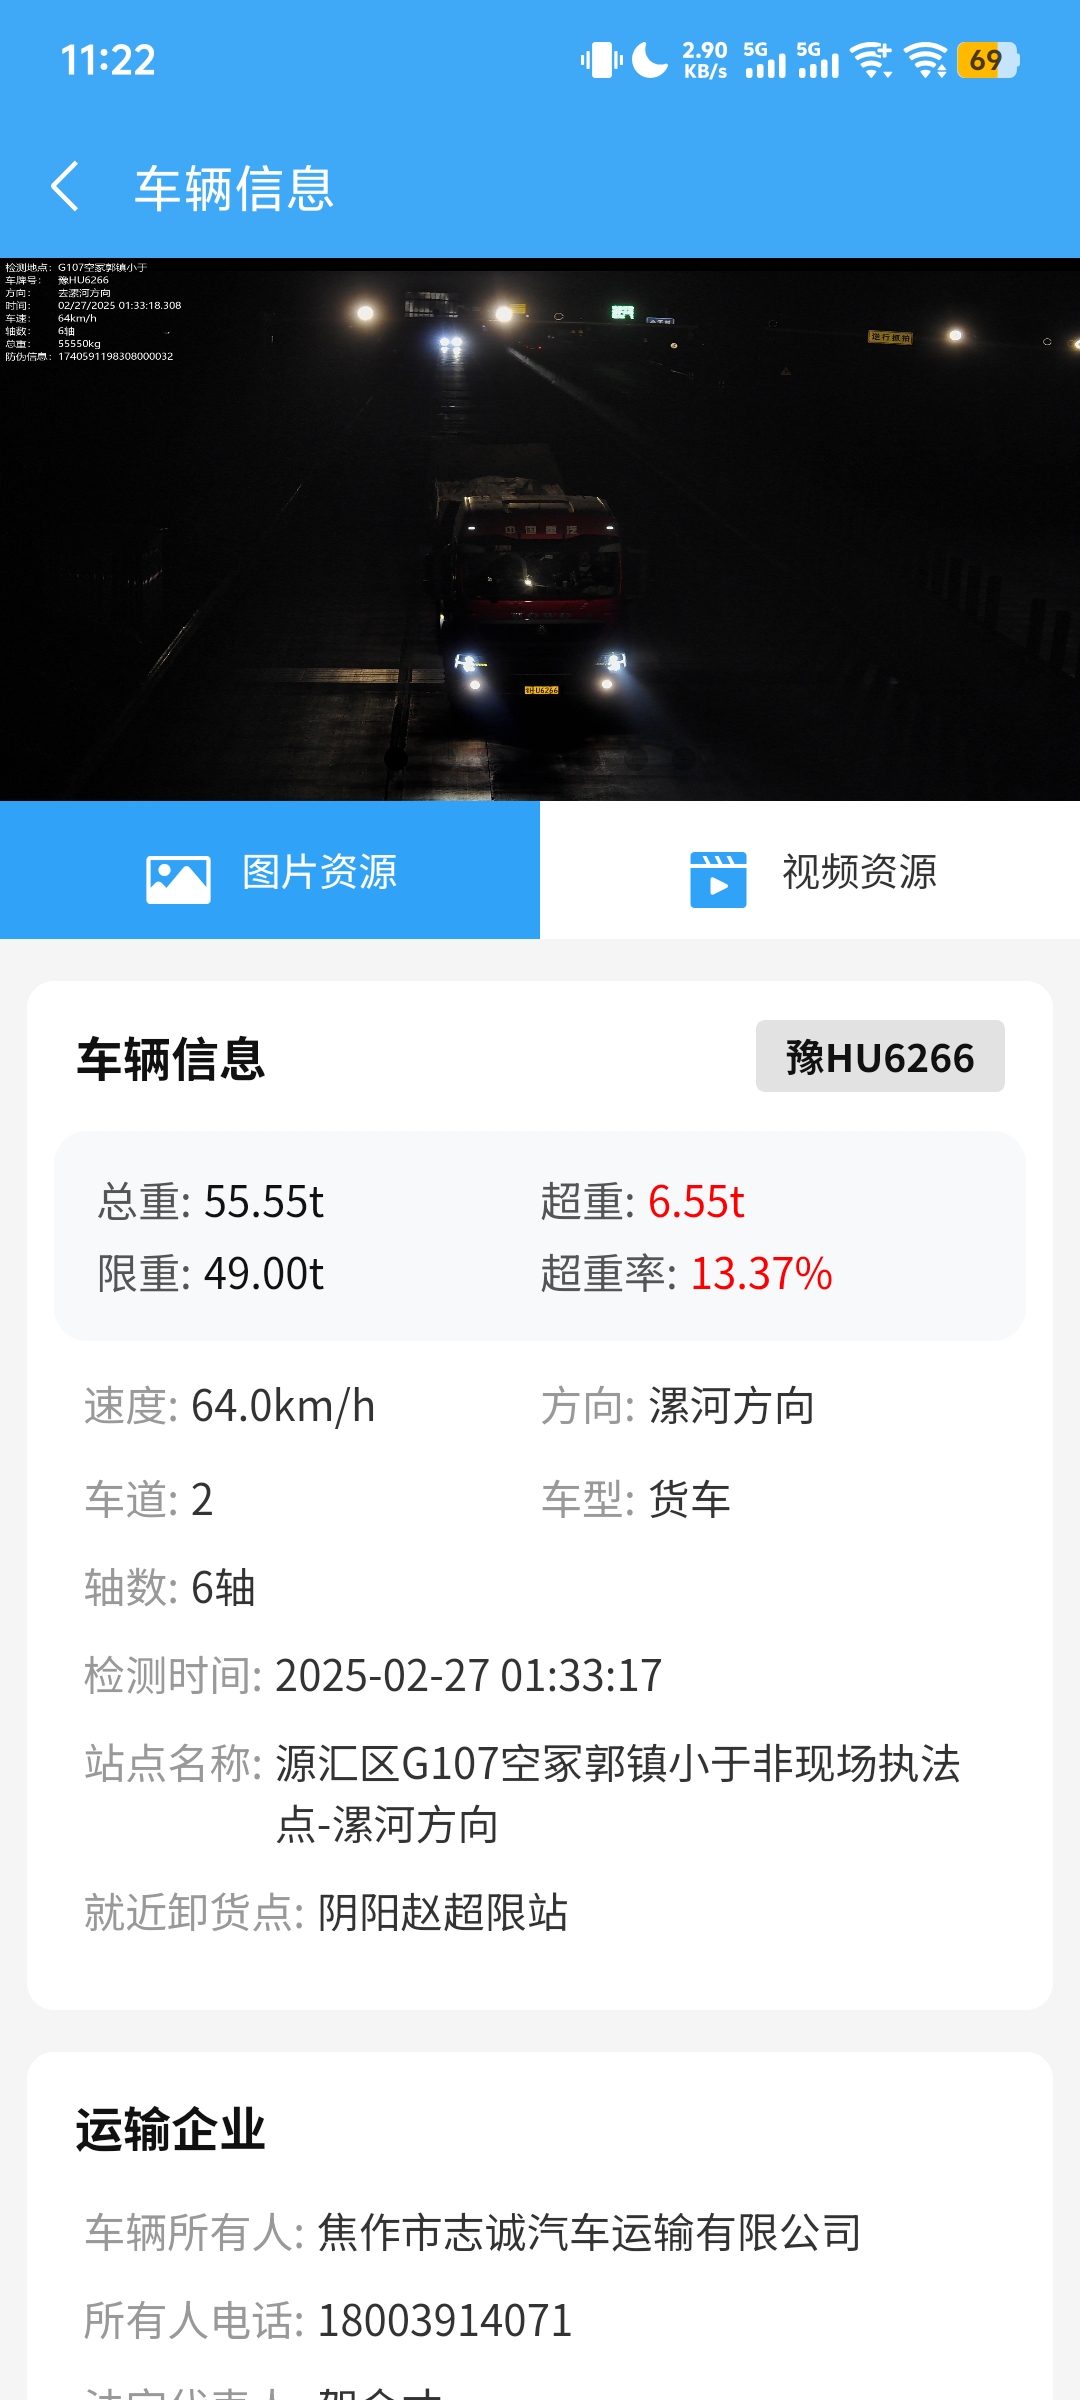 11:22
2.90 KB/s 5G 5G 69
车辆信息
检测地点: G107空冢郭镇小于
车牌号: 豫HU6266
方向: 去漯河方向
时间: 02/27/2025 01:33:18.308
车速: 64km/h
轴数: 6轴
总重: 55550kg
防伪信息: 1740591198308000032
逆行抓拍
中国重汽
图片资源
视频资源
车辆信息
豫HU6266
总重: 55.55t
超重: 6.55t
限重: 49.00t
超重率: 13.37%
速度: 64.0km/h
方向: 漯河方向
车道: 2
车型: 货车
轴数: 6轴
检测时间: 2025-02-27 01:33:17
站点名称: 源汇区G107空冢郭镇小于非现场执法
点-漯河方向
就近卸货点: 阴阳赵超限站
运输企业
车辆所有人: 焦作市志诚汽车运输有限公司
所有人电话: 18003914071